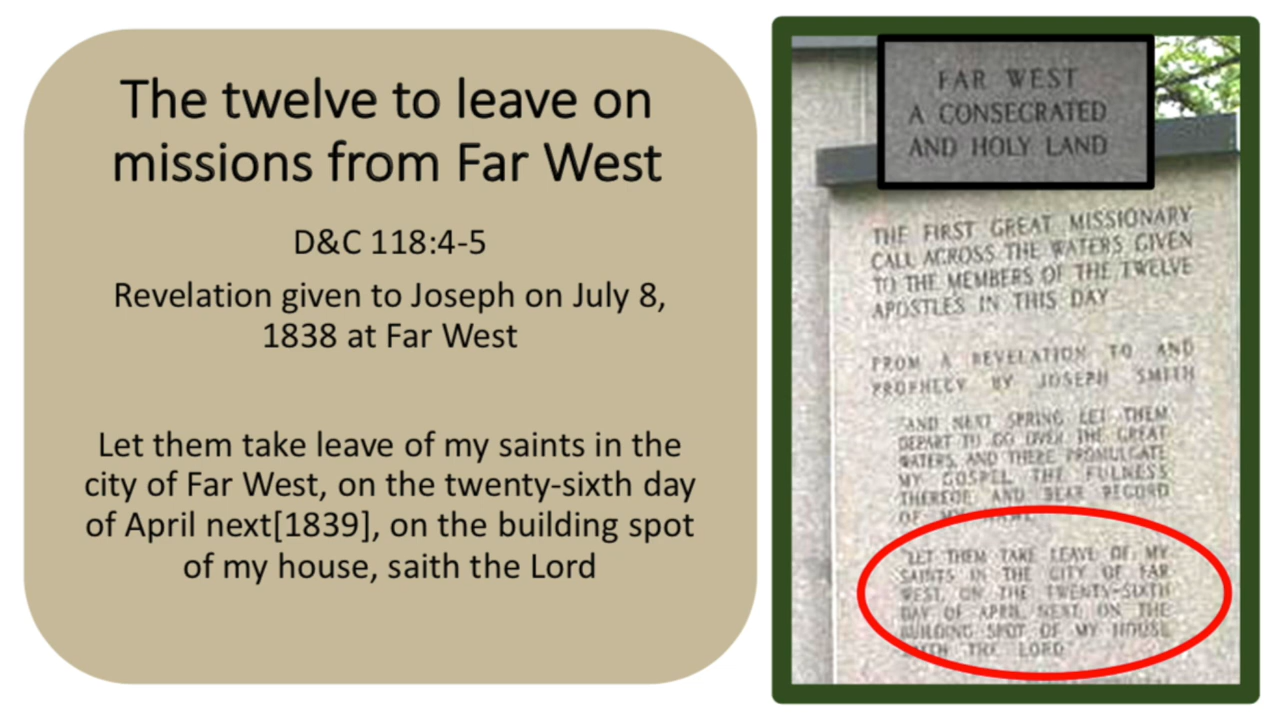 The twelve to leave on
missions from Far West
D&C 118:4-5
Revelation given to Joseph on July 8,
1838 at Far West
Let them take leave of my saints in the
city of Far West, on the twenty-sixth day
of April next[1839], on the building spot
of my house, saith the Lord
FAR WEST
A CONSECRATED
AND HOLY LAND
THE FIRST GREAT MISSIONARY
CALL ACROSS THE WATERS GIVEN
TO THE MEMBERS OF THE TWELVE
APOSTLES IN THIS DAY
FROM A REVELATION TO AND
PROPHECY BY JOSEPH SMITH
"AND NEXT SPRING LET THEM
DEPART TO GO OVER THE GREAT
WATERS, AND THERE PROMULGATE
MY GOSPEL, THE FULNESS
THEREOF, AND BEAR RECORD
OF MY NAME.
"LET THEM TAKE LEAVE OF MY
SAINTS IN THE CITY OF FAR
WEST, ON THE TWENTY-SIXTH
DAY OF APRIL NEXT, ON THE
BUILDING SPOT OF MY HOUSE
SAITH THE LORD"